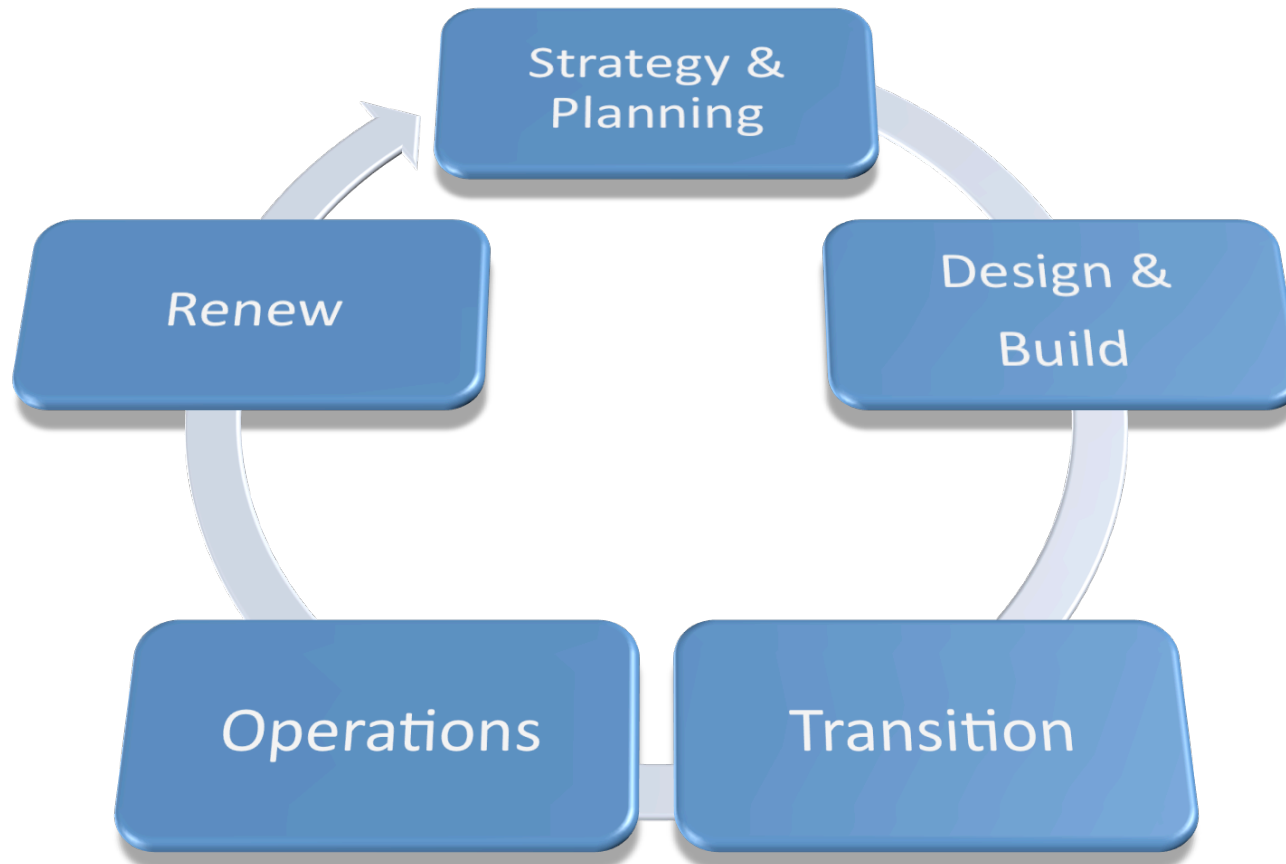 Strategy &
Planning
Design &
Build
Transition
Operations
Renew